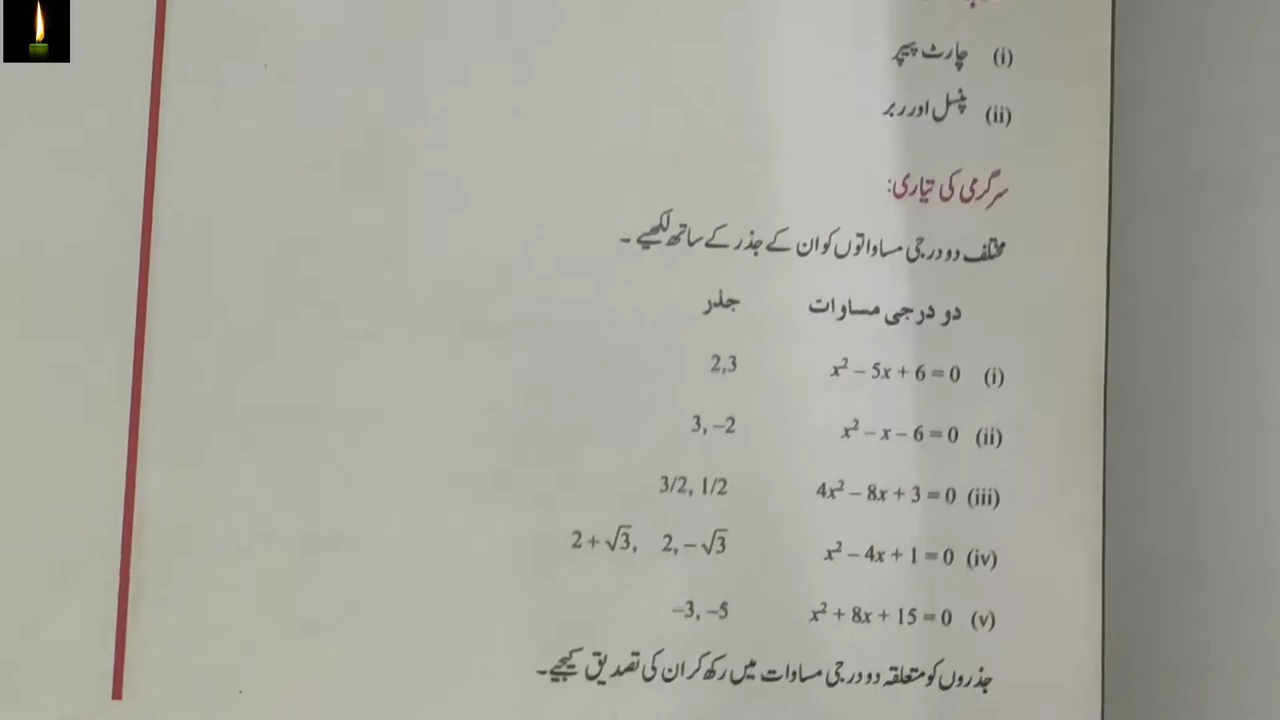 (i) چارٹ پیپر
(ii) پنسل اور ربر
سرگرمی کی تیاری:
مختلف دو درجی مساواتوں کو ان کے جذر کے ساتھ لکھیے ۔
دو درجی مساوات جذر
(i) x² – 5x + 6 = 0 2,3
(ii) x² – x – 6 = 0 3, –2
(iii) 4x² – 8x + 3 = 0 3/2, 1/2
(iv) x² – 4x + 1 = 0 2 + √3, 2, – √3
(v) x² + 8x + 15 = 0 –3, –5
جذروں کو متعلقہ دو درجی مساوات میں رکھ کر ان کی تصدیق کیجیے۔